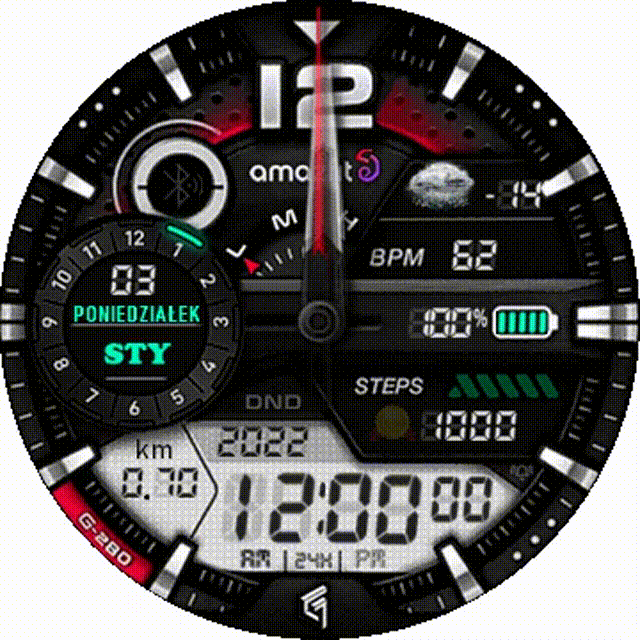 12
amazfit
-14
M
H
L
BPM 62
12
1
2
3
4
5
6
7
8
9
10
11
03
PONIEDZIAŁEK
STY
100%
STEPS
1000
DND
2022
km
0.70
12:00 00
AM | 24H | PM
G-280